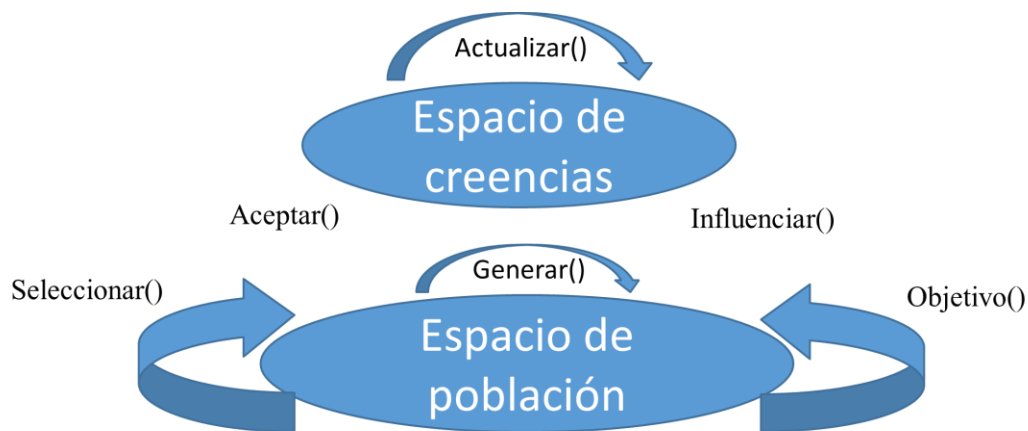 Actualizar()
Espacio de
creencias
Aceptar()
Influenciar()
Generar()
Seleccionar()
Objetivo()
Espacio de
población